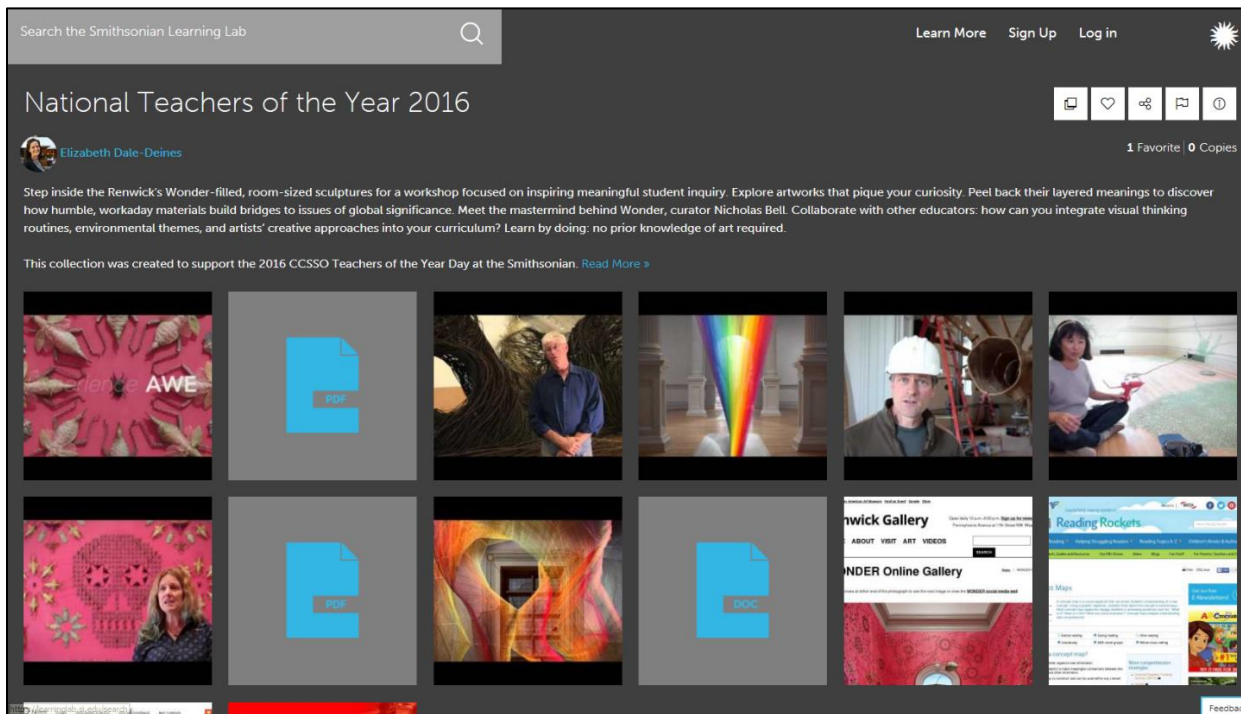 Search the Smithsonian Learning Lab
Learn More Sign Up Log in
National Teachers of the Year 2016
Elizabeth Dale-Deines
1 Favorite | 0 Copies
Step inside the Renwick's Wonder-filled, room-sized sculptures for a workshop focused on inspiring meaningful student inquiry. Explore artworks that pique your curiosity. Peel back their layered meanings to discover
how humble, workaday materials build bridges to issues of global significance. Meet the mastermind behind Wonder, curator Nicholas Bell. Collaborate with other educators: how can you integrate visual thinking
routines, environmental themes, and artists' creative approaches into your curriculum? Learn by doing: no prior knowledge of art required.
This collection was created to support the 2016 CCSSO Teachers of the Year Day at the Smithsonian. Read More »
erience AWE
PDF
PDF
DOC
nwick Gallery
ABOUT VISIT ART VIDEOS
SEARCH
NDER Online Gallery
Reading Rockets
s Maps
concept map?
Feedbac